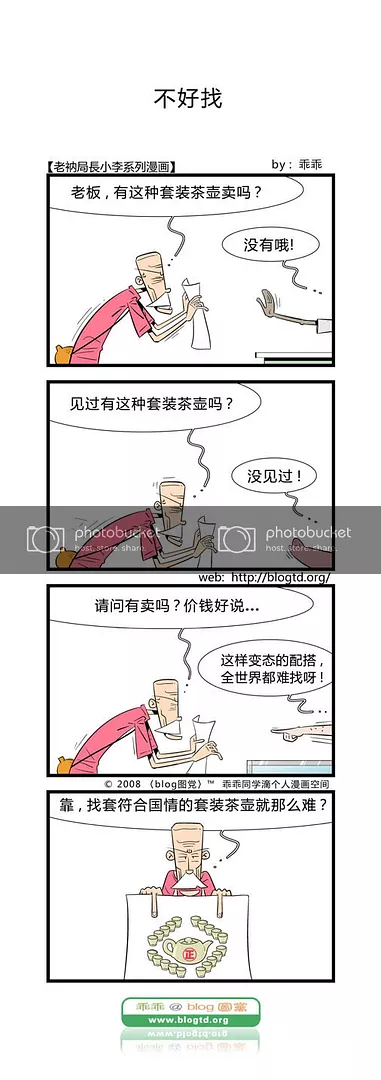 不好找
【老衲局長小李系列漫画】
by：乖乖
老板，有这种套装茶壶卖吗？
没有哦!
见过有这种套装茶壶吗？
没见过！
photobucket
host. store. share.
photobucket
host. store. share.
web: http://blogtd.org/
请问有卖吗？价钱好说...
这样变态的配搭，
全世界都难找呀！
© 2008 〈blog图党〉™ 乖乖同学滴个人漫画空间
靠，找套符合国情的套装茶壶就那么难？
正
乖乖@blog圖黨
www.blogtd.org